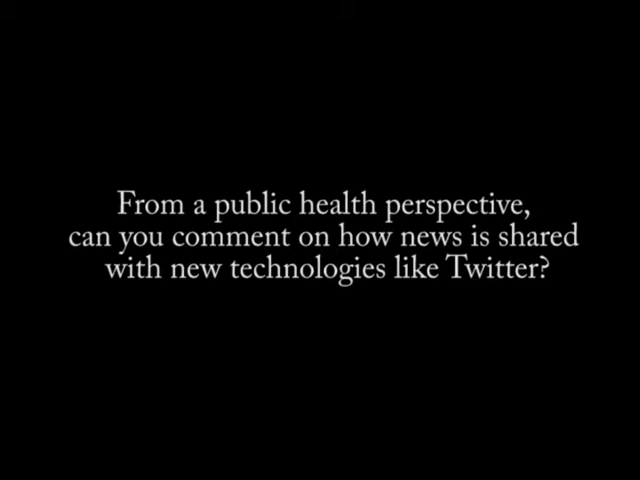 From a public health perspective,
can you comment on how news is shared
with new technologies like Twitter?